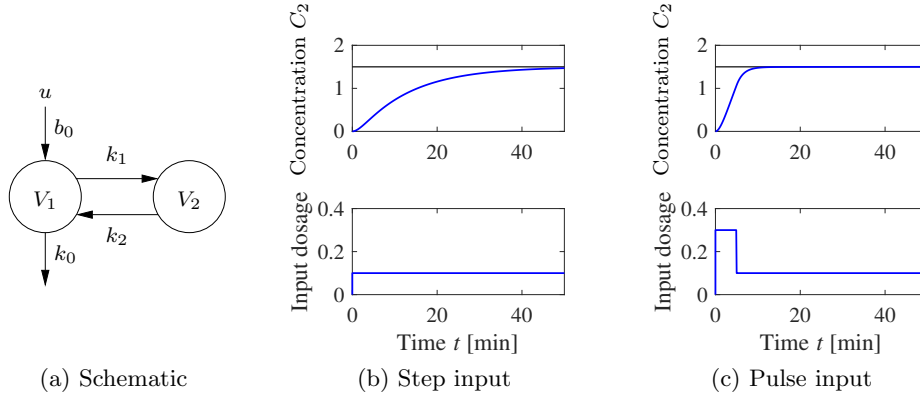 u
b₀
k₁
V₁
V₂
k₂
k₀
(a) Schematic
Concentration C₂
2
1
0
0 20 40
Input dosage
0.4
0.2
0
0 20 40
Time t [min]
(b) Step input
Concentration C₂
2
1
0
0 20 40
Input dosage
0.4
0.2
0
0 20 40
Time t [min]
(c) Pulse input